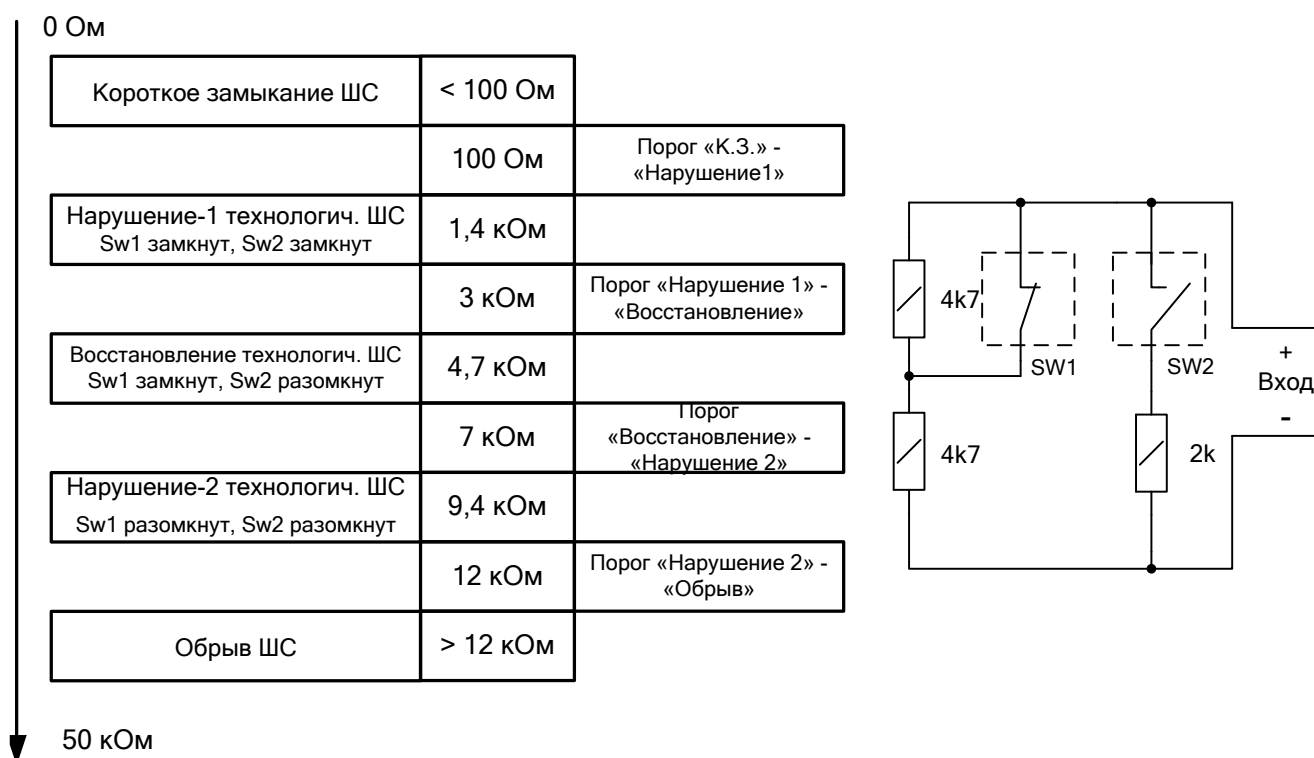 0 Ом
Короткое замыкание ШС
< 100 Ом
100 Ом
Порог «К.З.» -
«Нарушение1»
Нарушение-1 технологич. ШС
Sw1 замкнут, Sw2 замкнут
1,4 кОм
3 кОм
Порог «Нарушение 1» -
«Восстановление»
Восстановление технологич. ШС
Sw1 замкнут, Sw2 разомкнут
4,7 кОм
7 кОм
Порог
«Восстановление» -
«Нарушение 2»
Нарушение-2 технологич. ШС
Sw1 разомкнут, Sw2 разомкнут
9,4 кОм
12 кОм
Порог «Нарушение 2» -
«Обрыв»
Обрыв ШС
> 12 кОм
50 кОм
4k7
SW1
SW2
+
Вход
-
4k7
2k